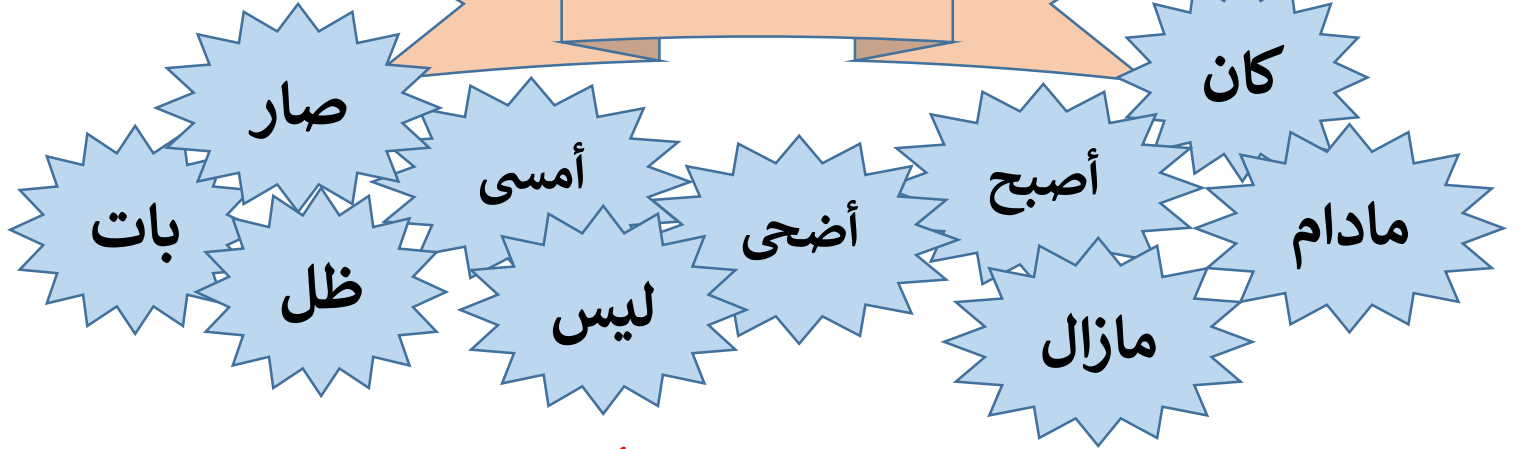 كان
صار
أصبح
أمسى
أضحى
مادام
بات
ظل
ليس
مازال